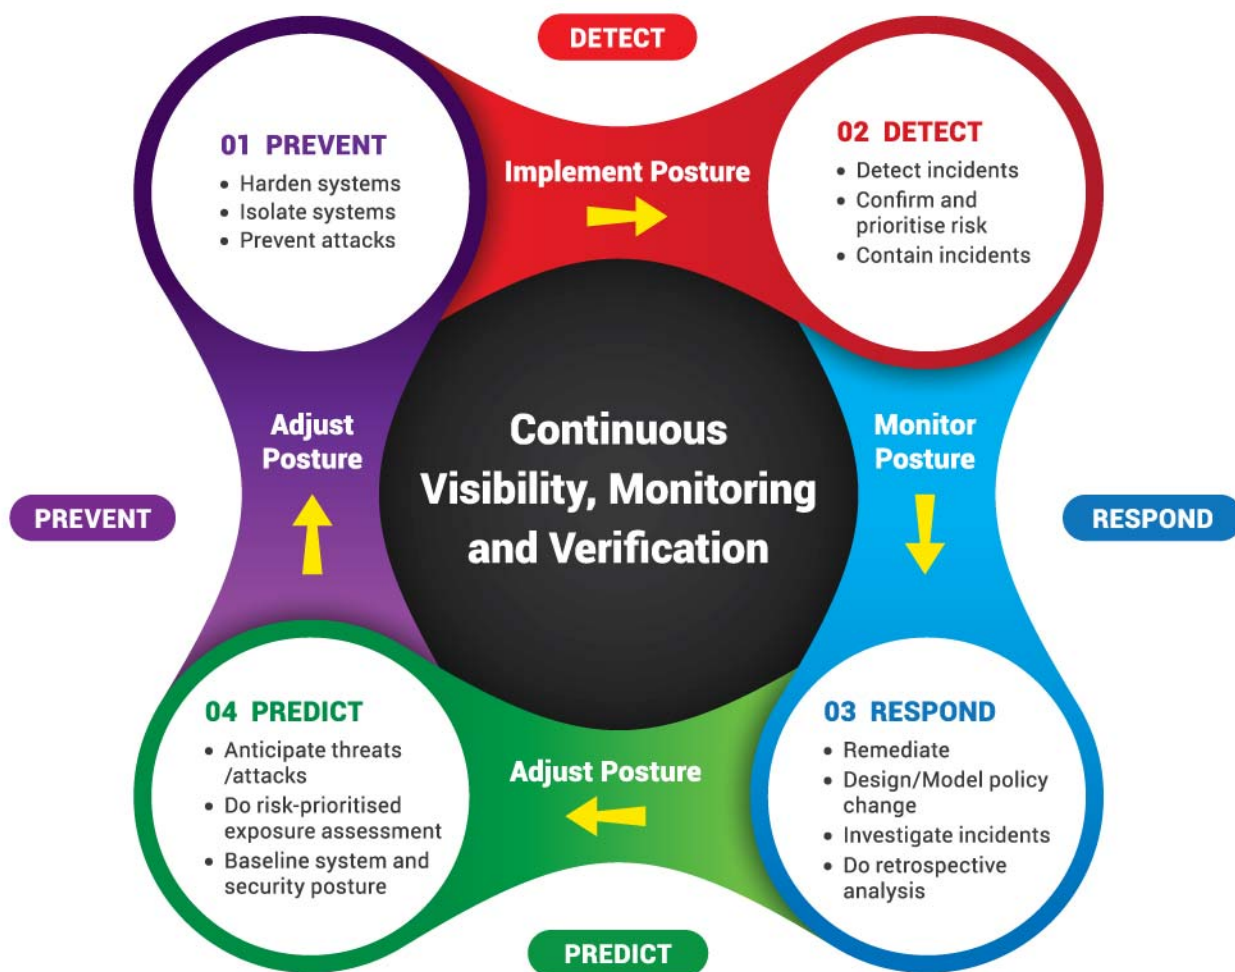 DETECT
01 PREVENT
• Harden systems
• Isolate systems
• Prevent attacks
Implement Posture
02 DETECT
• Detect incidents
• Confirm and
prioritise risk
• Contain incidents
Adjust
Posture
Continuous
Visibility, Monitoring
and Verification
Monitor
Posture
PREVENT
RESPOND
04 PREDICT
• Anticipate threats
/attacks
• Do risk-prioritised
exposure assessment
• Baseline system and
security posture
Adjust Posture
03 RESPOND
• Remediate
• Design/Model policy
change
• Investigate incidents
• Do retrospective
analysis
PREDICT